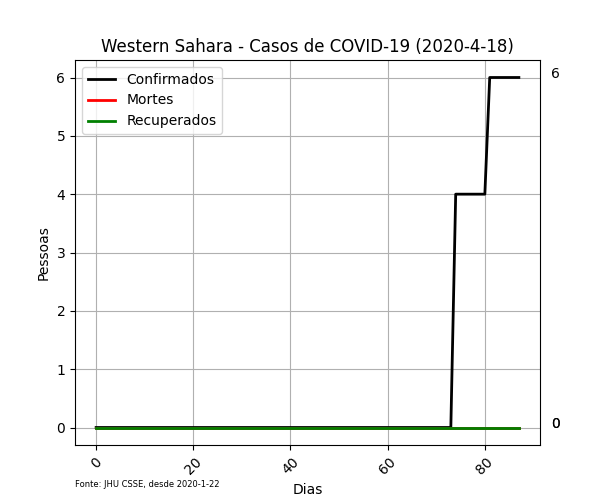 Western Sahara - Casos de COVID-19 (2020-4-18)
Confirmados
Mortes
Recuperados
6
5
4
3
2
1
0
Pessoas
6
0
0
20
40
60
80
Dias
Fonte: JHU CSSE, desde 2020-1-22